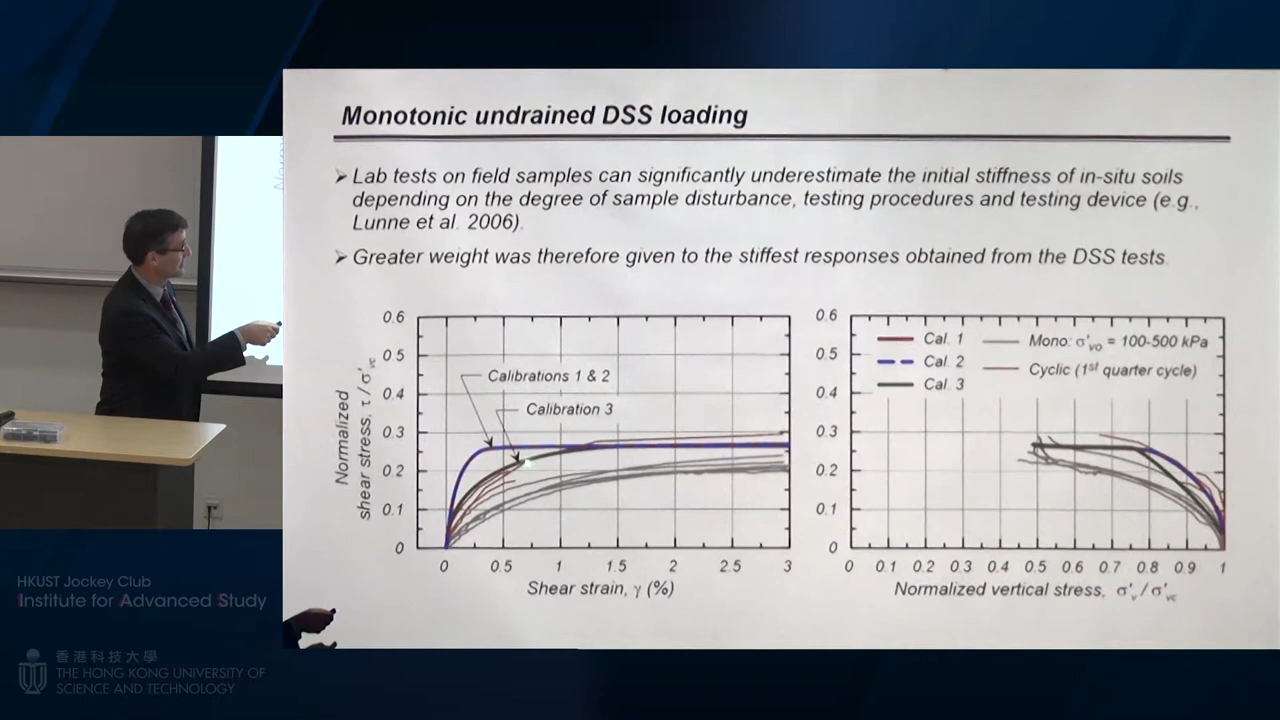 Monotonic undrained DSS loading
➤ Lab tests on field samples can significantly underestimate the initial stiffness of in-situ soils
depending on the degree of sample disturbance, testing procedures and testing device (e.g.,
Lunne et al. 2006).
➤ Greater weight was therefore given to the stiffest responses obtained from the DSS tests.
Normalized
shear stress, τ / σ'vc
0.6
0.5
0.4
0.3
0.2
0.1
0
Calibrations 1 & 2
Calibration 3
0 0.5 1 1.5 2 2.5 3
Shear strain, γ (%)
0.6
0.5
0.4
0.3
0.2
0.1
0
Cal. 1
Cal. 2
Cal. 3
Mono: σ'vo = 100-500 kPa
Cyclic (1st quarter cycle)
0 0.1 0.2 0.3 0.4 0.5 0.6 0.7 0.8 0.9 1
Normalized vertical stress, σ'v / σ'vc
HKUST Jockey Club
Institute for Advanced Study
香港科技大學
THE HONG KONG UNIVERSITY OF
SCIENCE AND TECHNOLOGY